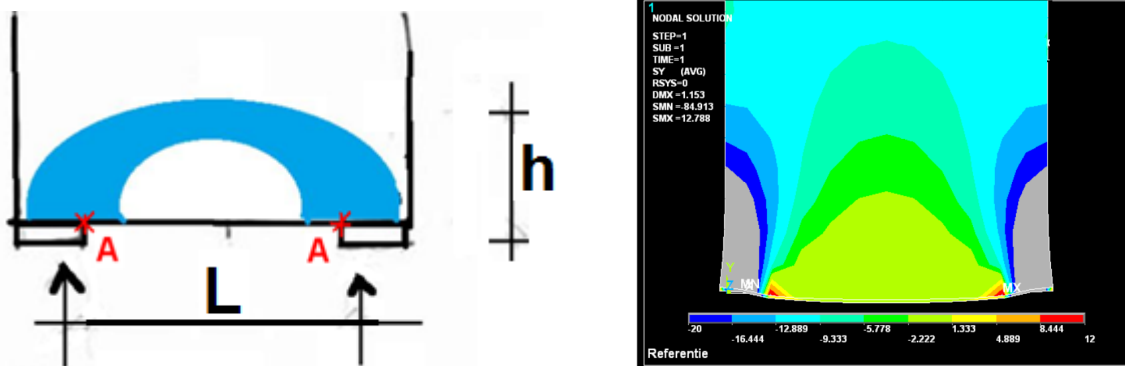 h
A A
L
1
NODAL SOLUTION
STEP=1
SUB =1
TIME=1
SY (AVG)
RSYS=0
DMX =1.153
SMN =-84.913
SMX =12.788
Y
Z
MN
MX
-20 -12.889 -5.778 1.333 8.444
-16.444 -9.333 -2.222 4.889 12
Referentie